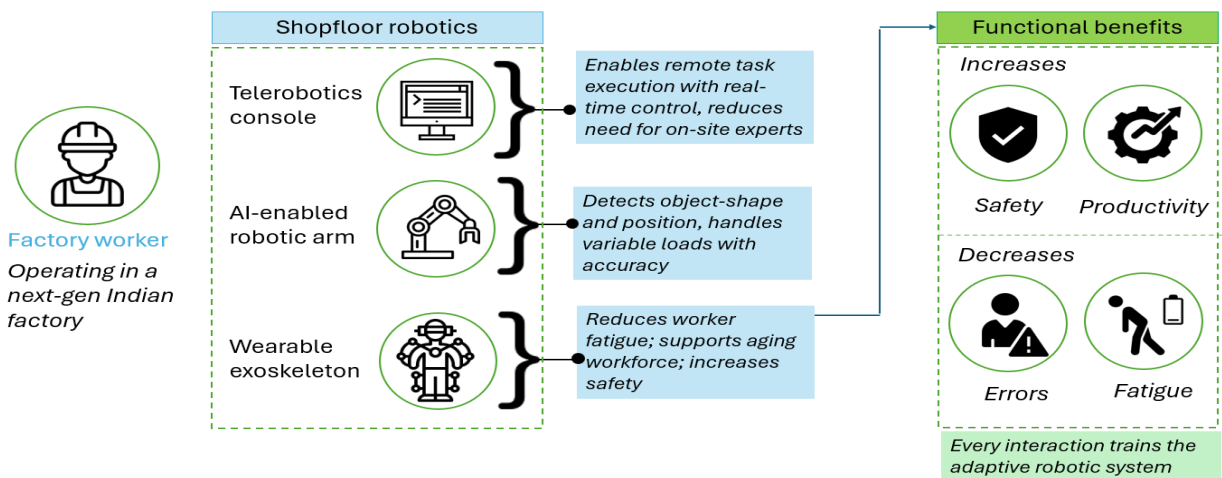 Shopfloor robotics
Functional benefits
Factory worker
Operating in a
next-gen Indian
factory
Telerobotics
console
Enables remote task
execution with real-
time control, reduces
need for on-site experts
AI-enabled
robotic arm
Detects object-shape
and position, handles
variable loads with
accuracy
Wearable
exoskeleton
Reduces worker
fatigue; supports aging
workforce; increases
safety
Increases
Safety
Productivity
Decreases
Errors
Fatigue
Every interaction trains the
adaptive robotic system